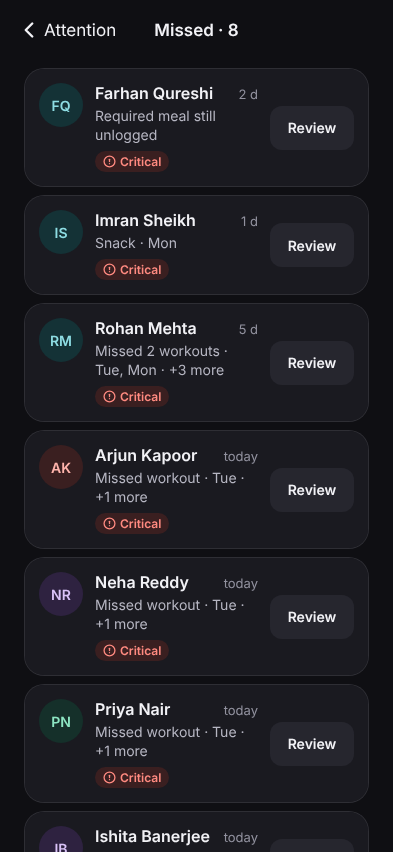 Attention
Missed · 8
FQ
Farhan Qureshi
2 d
Required meal still
unlogged
Critical
Review
IS
Imran Sheikh
1 d
Snack · Mon
Critical
Review
RM
Rohan Mehta
5 d
Missed 2 workouts ·
Tue, Mon · +3 more
Critical
Review
AK
Arjun Kapoor
today
Missed workout · Tue ·
+1 more
Critical
Review
NR
Neha Reddy
today
Missed workout · Tue ·
+1 more
Critical
Review
PN
Priya Nair
today
Missed workout · Tue ·
+1 more
Critical
Review
IB
Ishita Banerjee
today